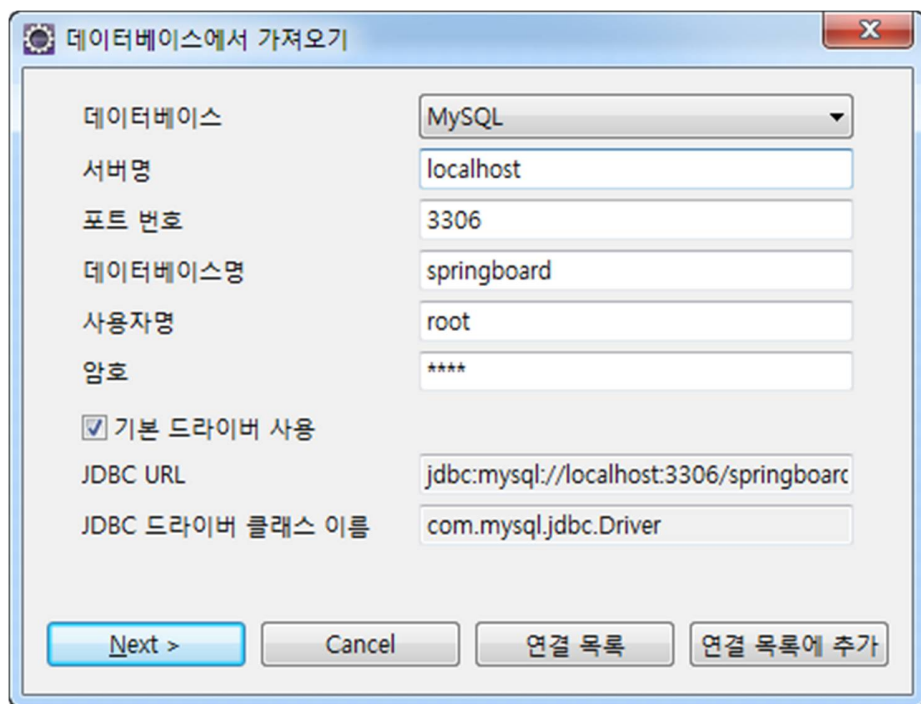 데이터베이스에서 가져오기
데이터베이스 MySQL
서버명 localhost
포트 번호 3306
데이터베이스명 springboard
사용자명 root
암호 ****
기본 드라이버 사용
JDBC URL jdbc:mysql://localhost:3306/springboard
JDBC 드라이버 클래스 이름 com.mysql.jdbc.Driver
Next > Cancel 연결 목록 연결 목록에 추가